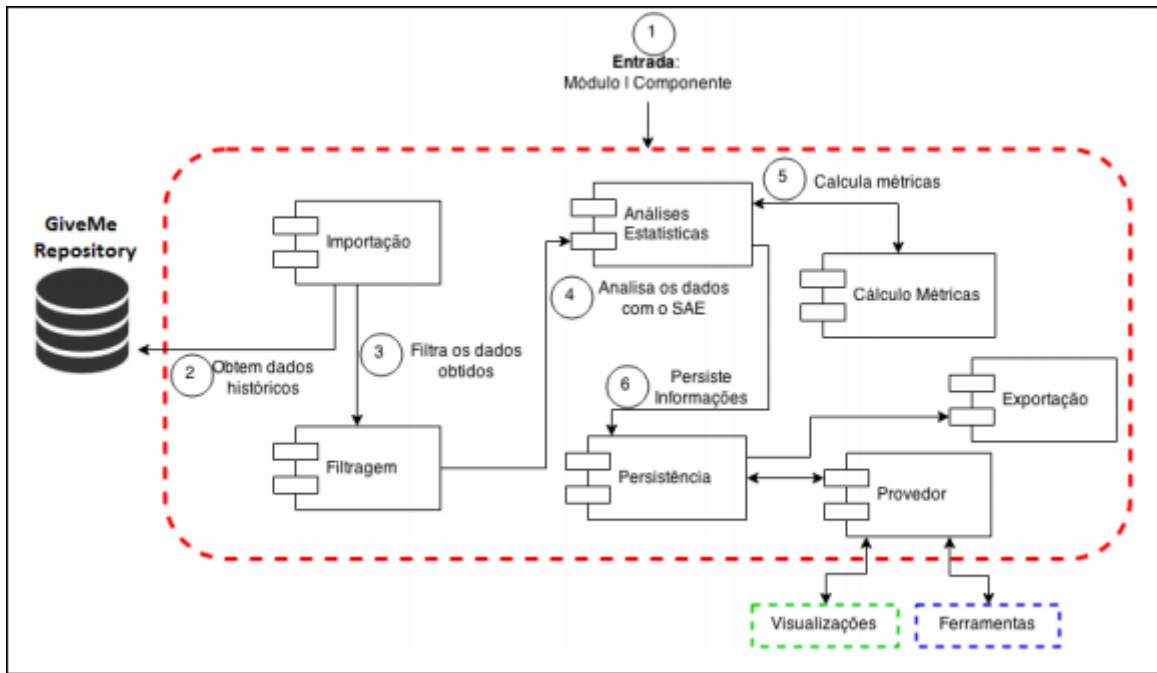 1
Entrada:
Módulo | Componente
GiveMe
Repository
Importação
Análises
Estatísticas
5
Calcula métricas
Cálculo Métricas
4
Analisa os dados
com o SAE
2
Obtem dados
históricos
3
Filtra os dados
obtidos
6
Persiste
Informações
Exportação
Filtragem
Persistência
Provedor
Visualizações
Ferramentas